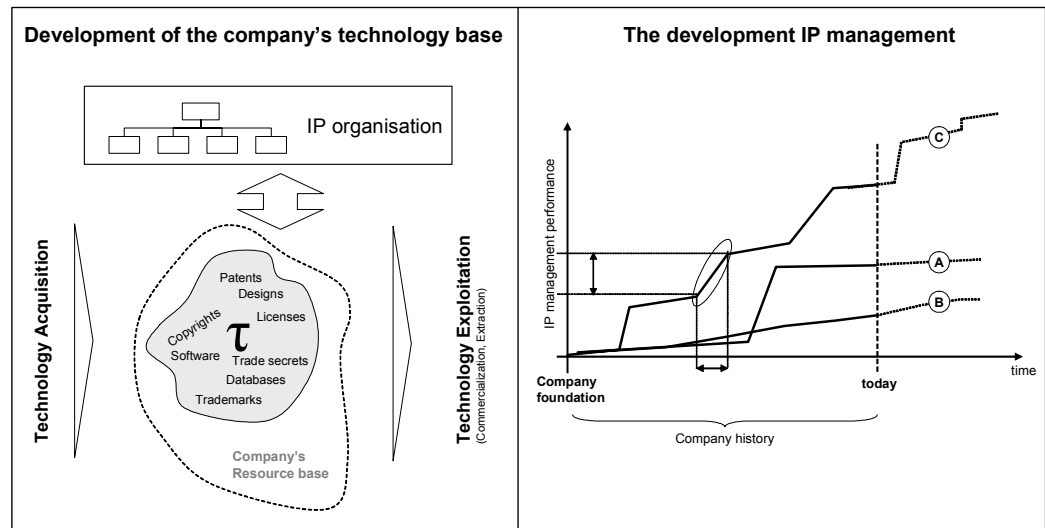 Development of the company's technology base
IP organisation
Technology Acquisition
Patents
Designs
Copyrights
Licenses
τ
Software
Trade secrets
Databases
Trademarks
Company's
Resource base
Technology Exploitation
(Commercialization, Extraction)
The development IP management
IP management performance
C
A
B
time
Company
foundation
today
Company history